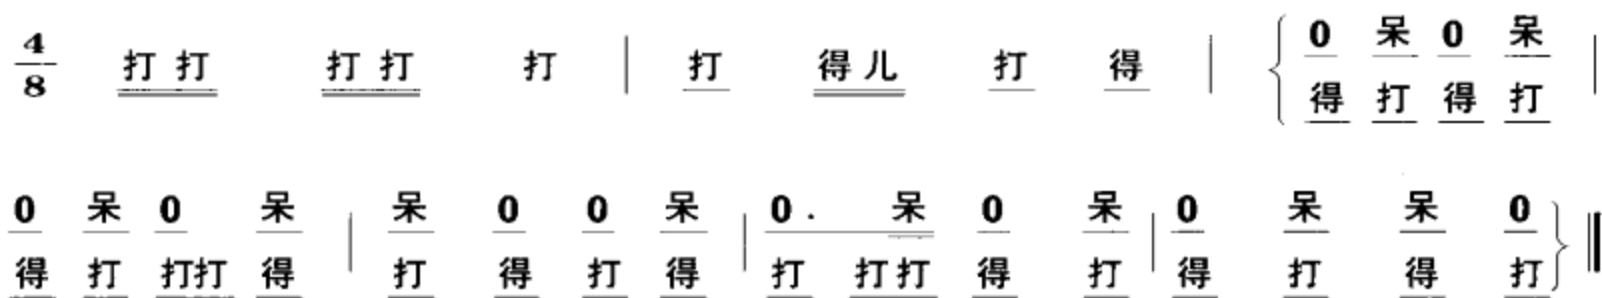 4/8 打打 打打 打 | 打 得儿 打 得 | 0 呆 0 呆 |
得 打 得 打
0 呆 0 呆 | 呆 0 0 呆 | 0. 呆 0 呆 | 0 呆 呆 0
得 打 打打 得 打 得 打 得 打 打打 得 打 得 打 得 打